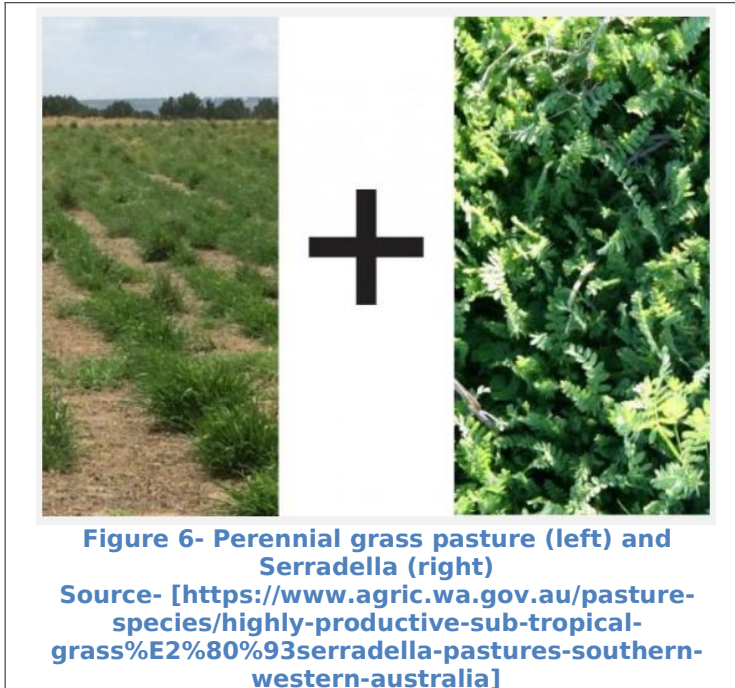 Figure 6- Perennial grass pasture (left) and
Serradella (right)
Source- [https://www.agric.wa.gov.au/pasture-
species/highly-productive-sub-tropical-
grass%E2%80%93serradella-pastures-southern-
western-australia]